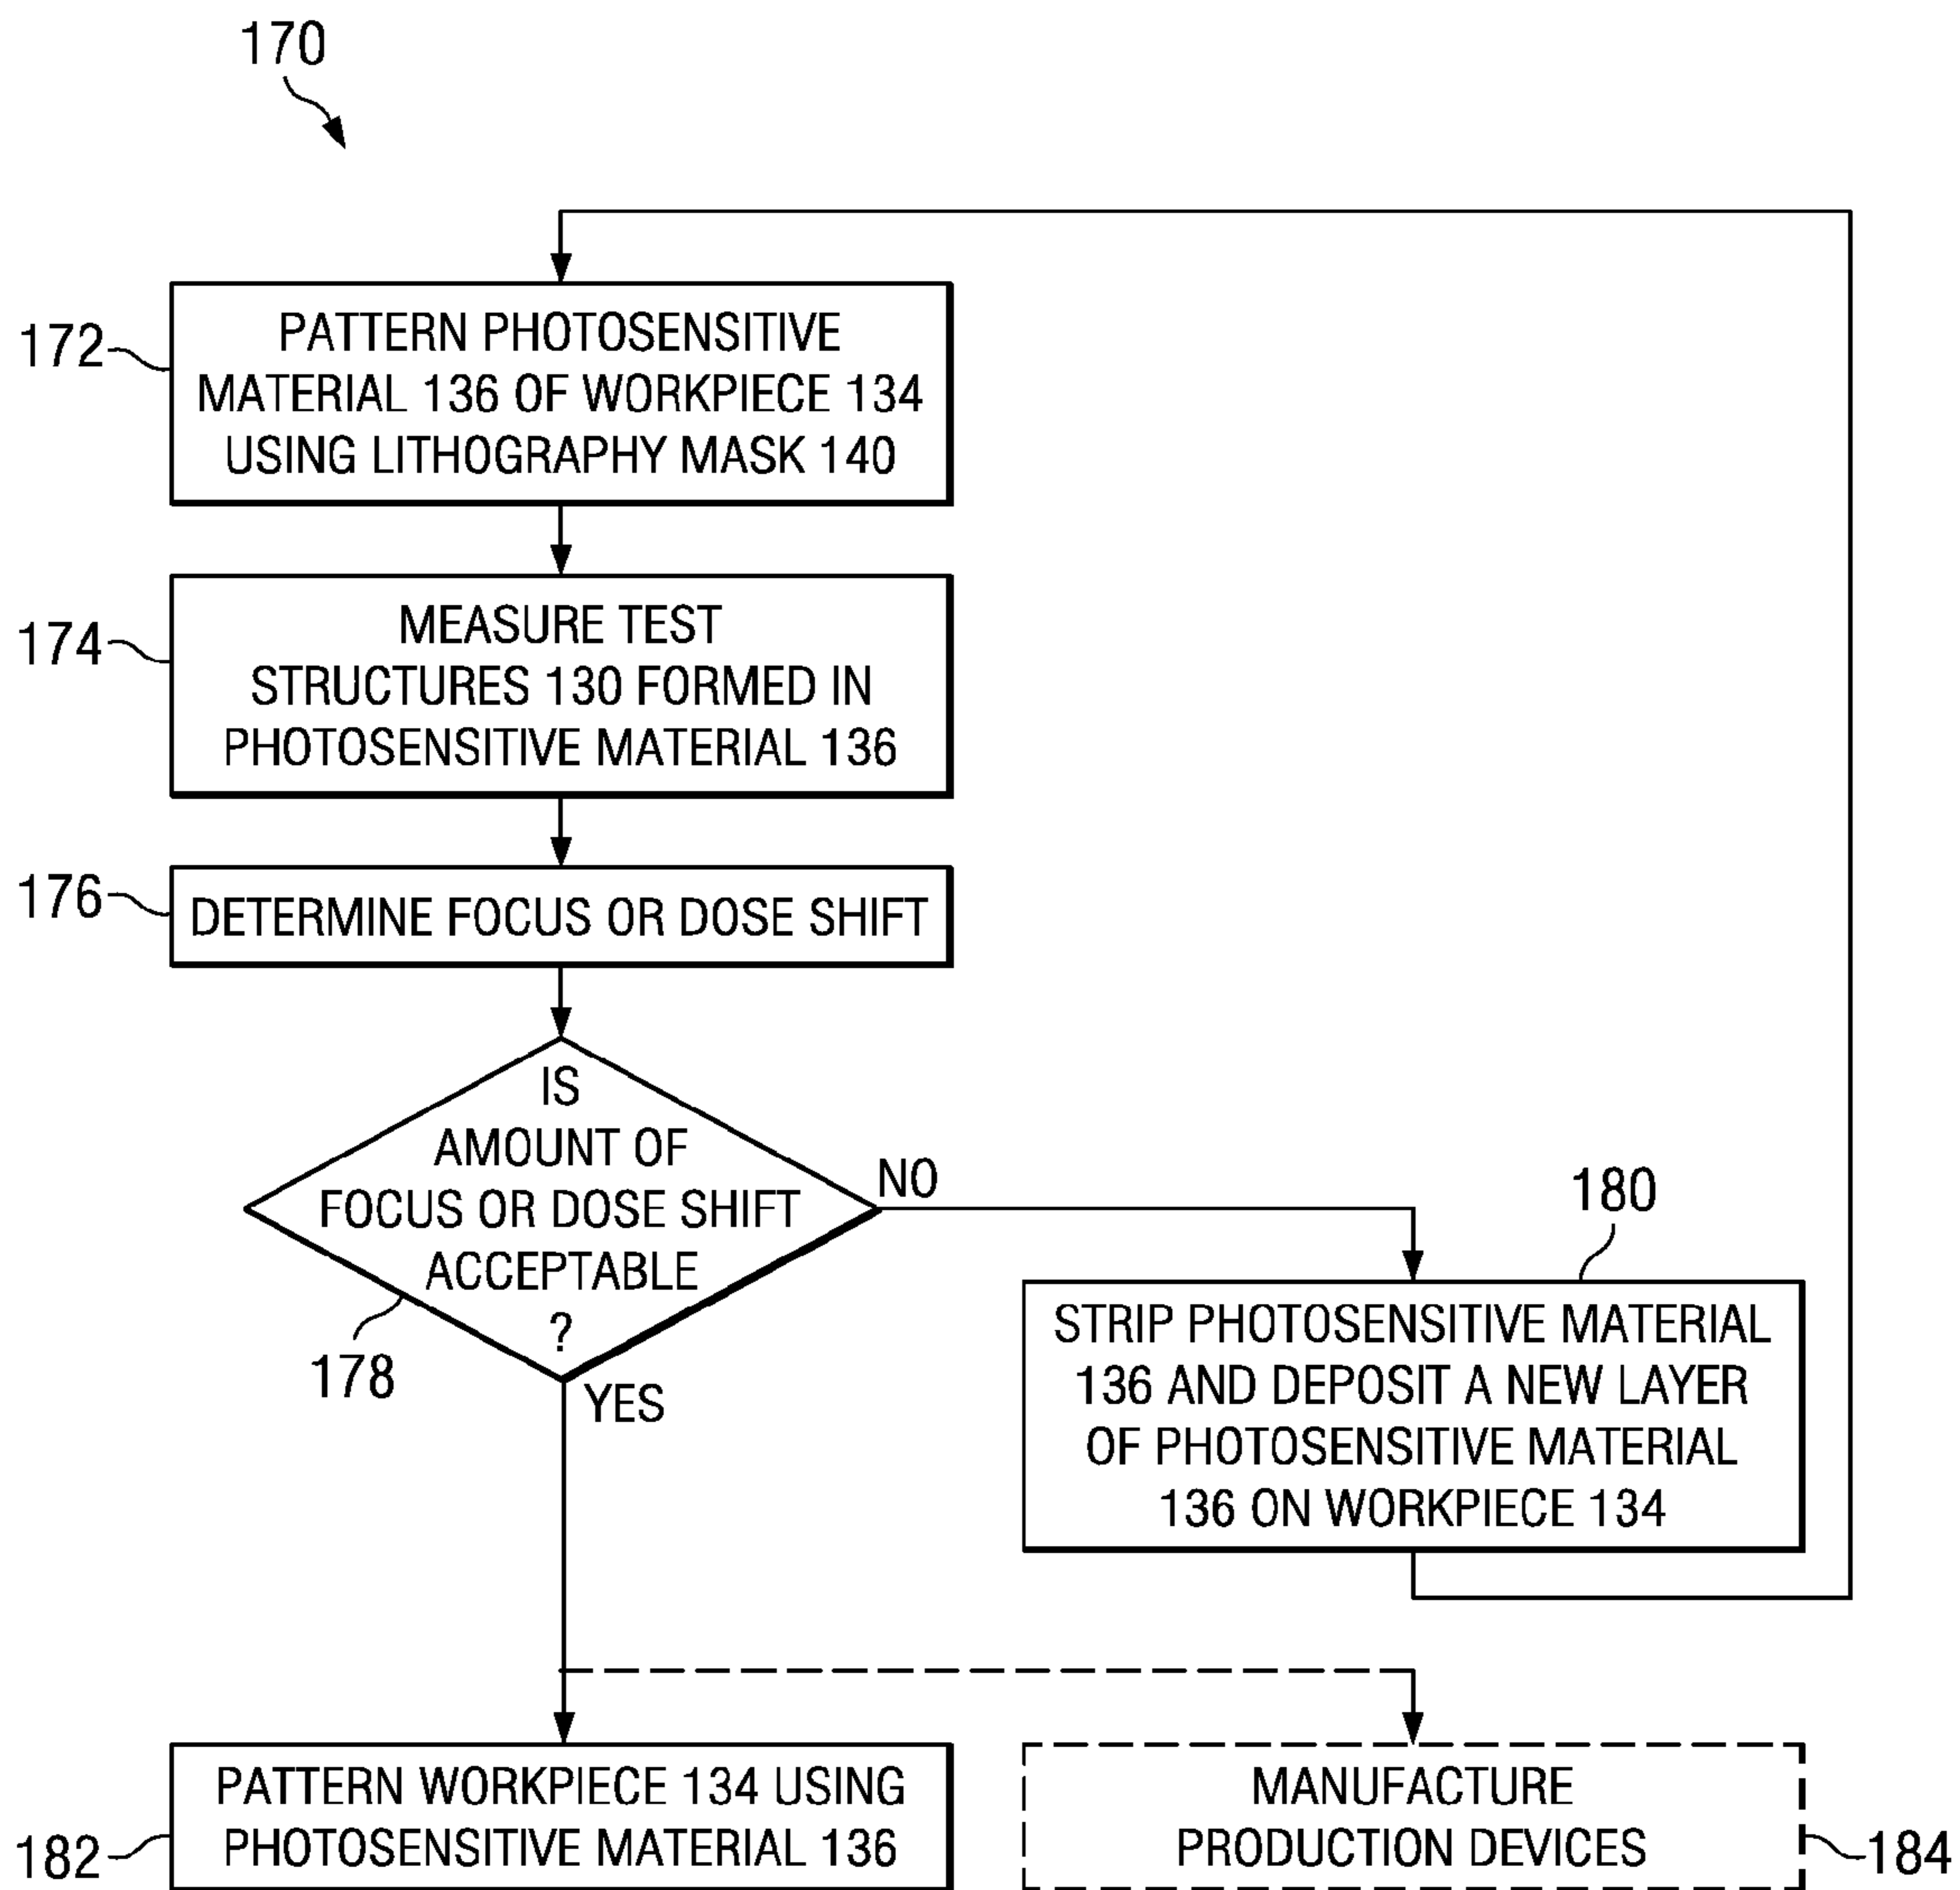 170
172
PATTERN PHOTOSENSITIVE
MATERIAL 136 OF WORKPIECE 134
USING LITHOGRAPHY MASK 140
174
MEASURE TEST
STRUCTURES 130 FORMED IN
PHOTOSENSITIVE MATERIAL 136
176
DETERMINE FOCUS OR DOSE SHIFT
IS
AMOUNT OF
FOCUS OR DOSE SHIFT
ACCEPTABLE
?
178
NO
YES
180
STRIP PHOTOSENSITIVE MATERIAL
136 AND DEPOSIT A NEW LAYER
OF PHOTOSENSITIVE MATERIAL
136 ON WORKPIECE 134
182
PATTERN WORKPIECE 134 USING
PHOTOSENSITIVE MATERIAL 136
MANUFACTURE
PRODUCTION DEVICES
184